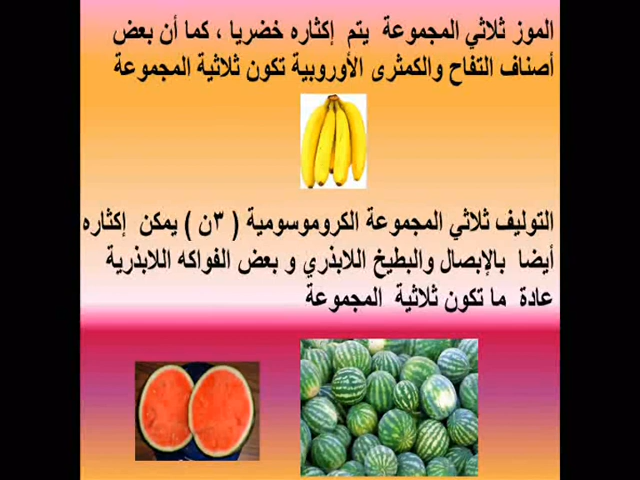 الموز ثلاثي المجموعة يتم إكثاره خضريا ، كما أن بعض
أصناف التفاح والكمثرى الأوروبية تكون ثلاثية المجموعة
التوليف ثلاثي المجموعة الكروموسومية ( ٣ن ) يمكن إكثاره
أيضا بالإبصال والبطيخ اللابذري و بعض الفواكه اللابذرية
عادة ما تكون ثلاثية المجموعة